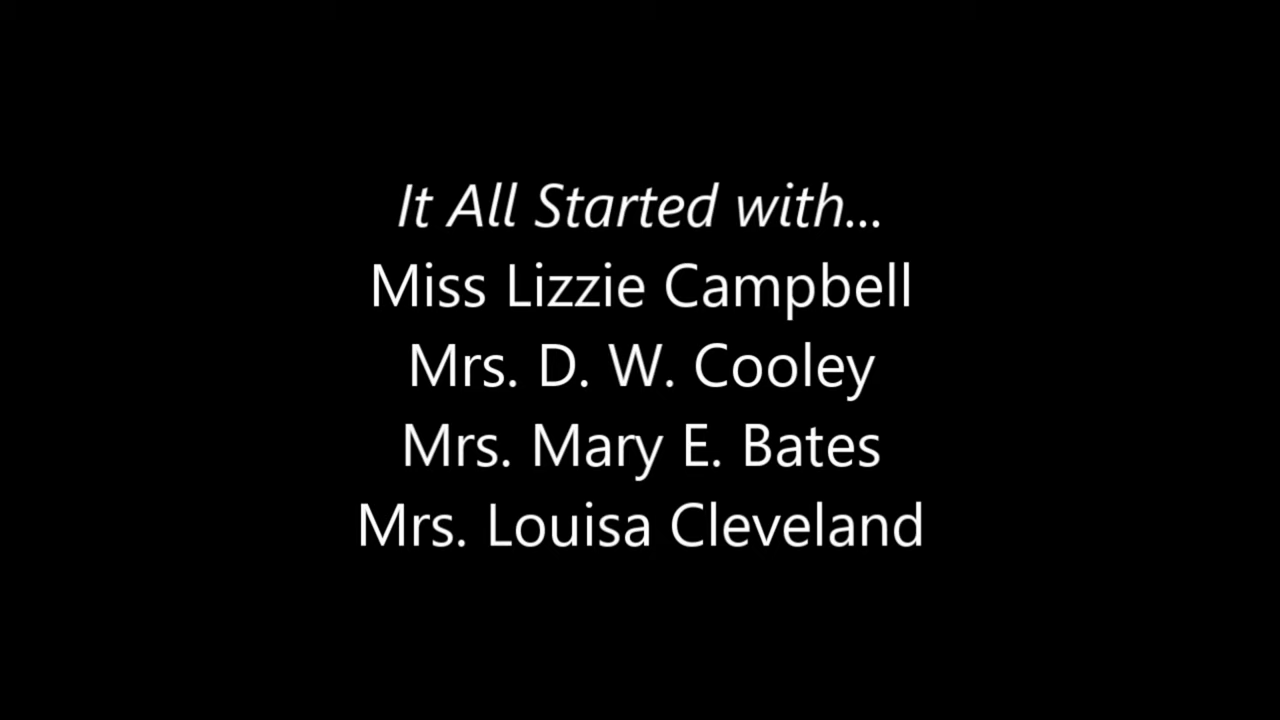 It All Started with...
Miss Lizzie Campbell
Mrs. D. W. Cooley
Mrs. Mary E. Bates
Mrs. Louisa Cleveland